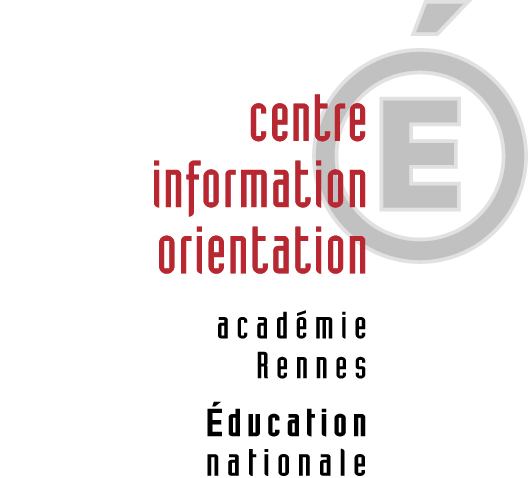 É
centre
information
orientation
académie
Rennes
Éducation
nationale